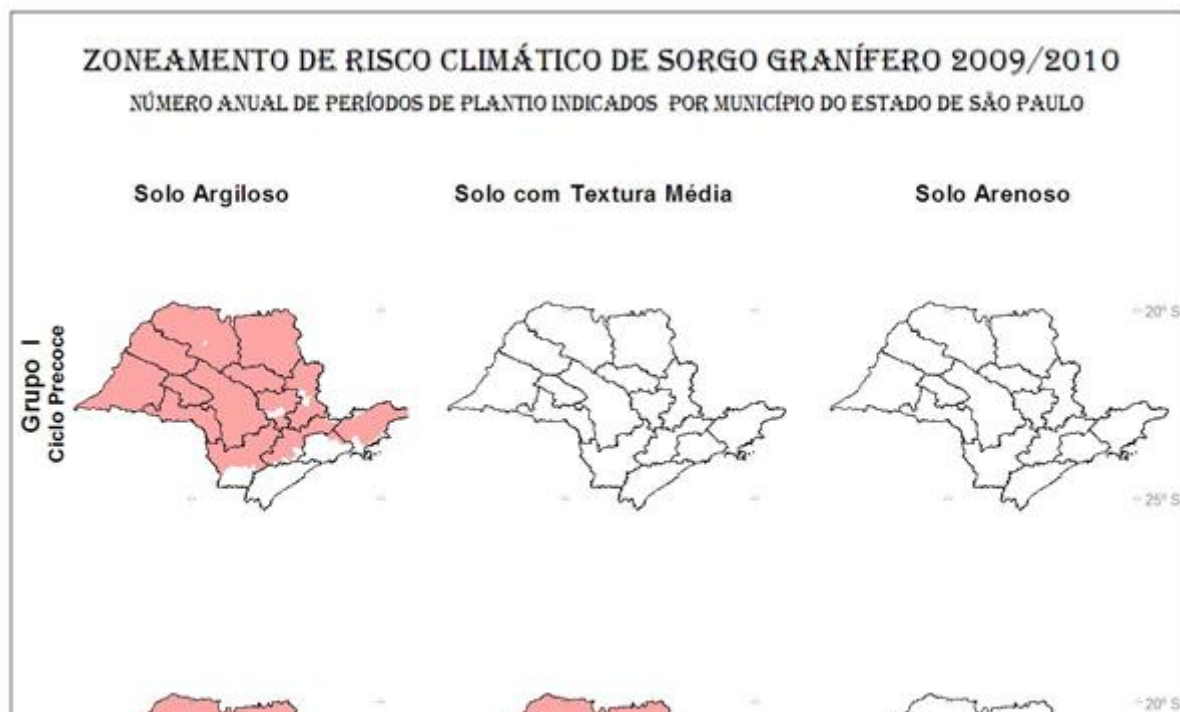 ZONEAMENTO DE RISCO CLIMÁTICO DE SORGO GRANÍFERO 2009/2010
NÚMERO ANUAL DE PERÍODOS DE PLANTIO INDICADOS POR MUNICÍPIO DO ESTADO DE SÃO PAULO
Solo Argiloso
Solo com Textura Média
Solo Arenoso
Grupo I
Ciclo Precoce
20° S
25° S
20° S